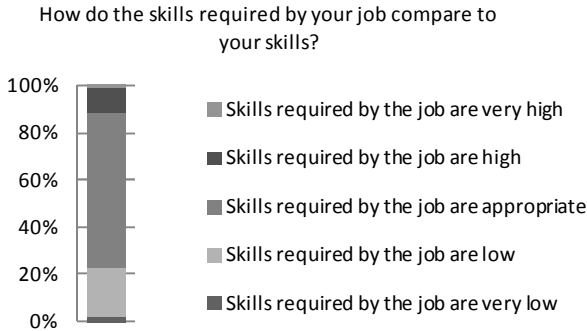 How do the skills required by your job compare to
your skills?
100%
80%
60%
40%
20%
0%
Skills required by the job are very high
Skills required by the job are high
Skills required by the job are appropriate
Skills required by the job are low
Skills required by the job are very low